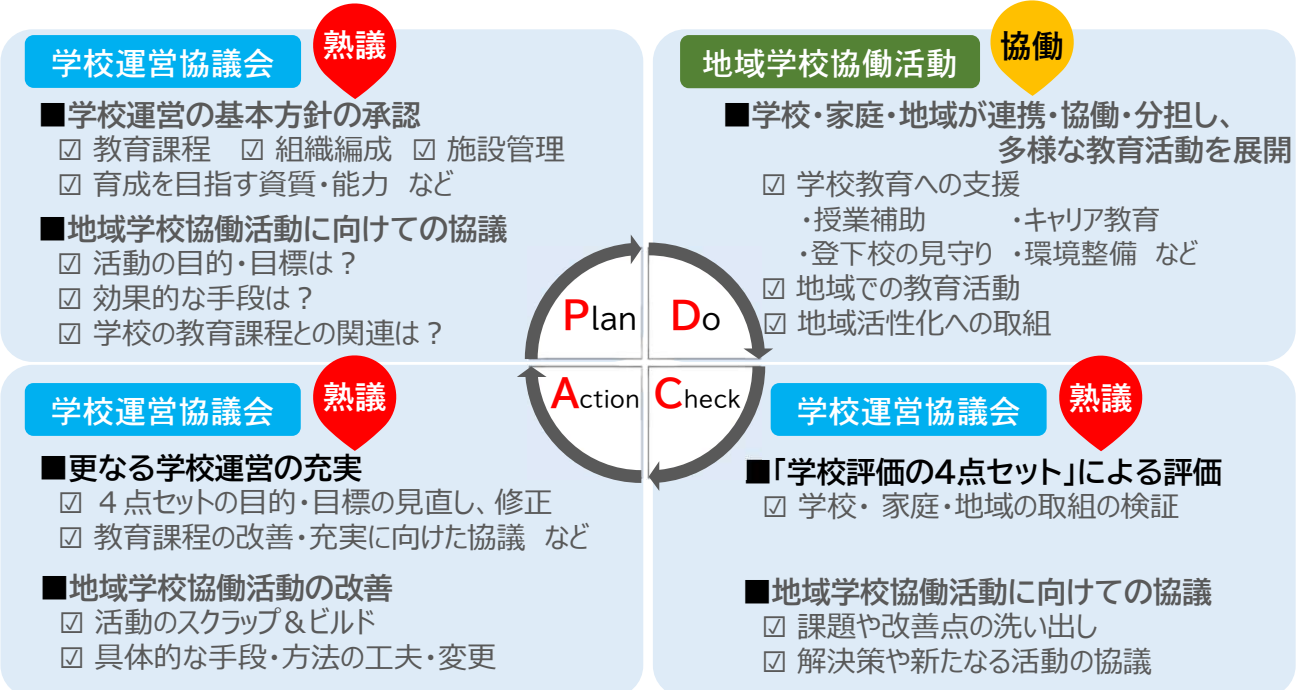 学校運営協議会
熟議
■学校運営の基本方針の承認
☑ 教育課程 ☑ 組織編成 ☑ 施設管理
☑ 育成を目指す資質・能力 など
■地域学校協働活動に向けての協議
☑ 活動の目的・目標は？
☑ 効果的な手段は？
☑ 学校の教育課程との関連は？
Plan
地域学校協働活動
協働
■学校・家庭・地域が連携・協働・分担し、
多様な教育活動を展開
☑ 学校教育への支援
・授業補助 ・キャリア教育
・登下校の見守り ・環境整備 など
☑ 地域での教育活動
☑ 地域活性化への取組
Do
学校運営協議会
熟議
■更なる学校運営の充実
☑ 4点セットの目的・目標の見直し、修正
☑ 教育課程の改善・充実に向けた協議 など
■地域学校協働活動の改善
☑ 活動のスクラップ＆ビルド
☑ 具体的な手段・方法の工夫・変更
Action
Check
学校運営協議会
熟議
■「学校評価の4点セット」による評価
☑ 学校・ 家庭・地域の取組の検証
■地域学校協働活動に向けての協議
☑ 課題や改善点の洗い出し
☑ 解決策や新たなる活動の協議